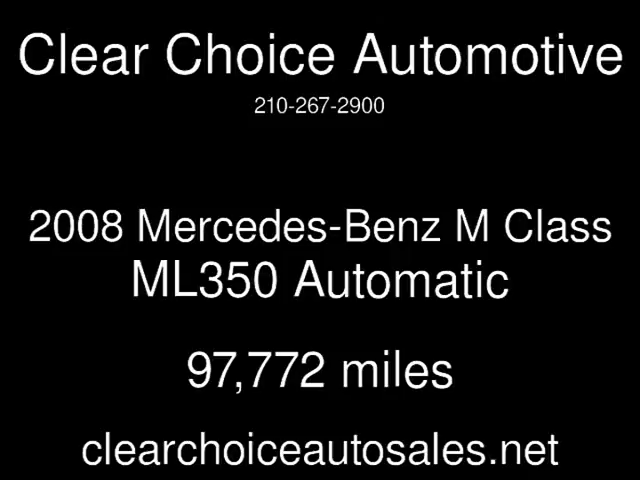 Clear Choice Automotive
210-267-2900
2008 Mercedes-Benz M Class
ML350 Automatic
97,772 miles
clearchoiceautosales.net